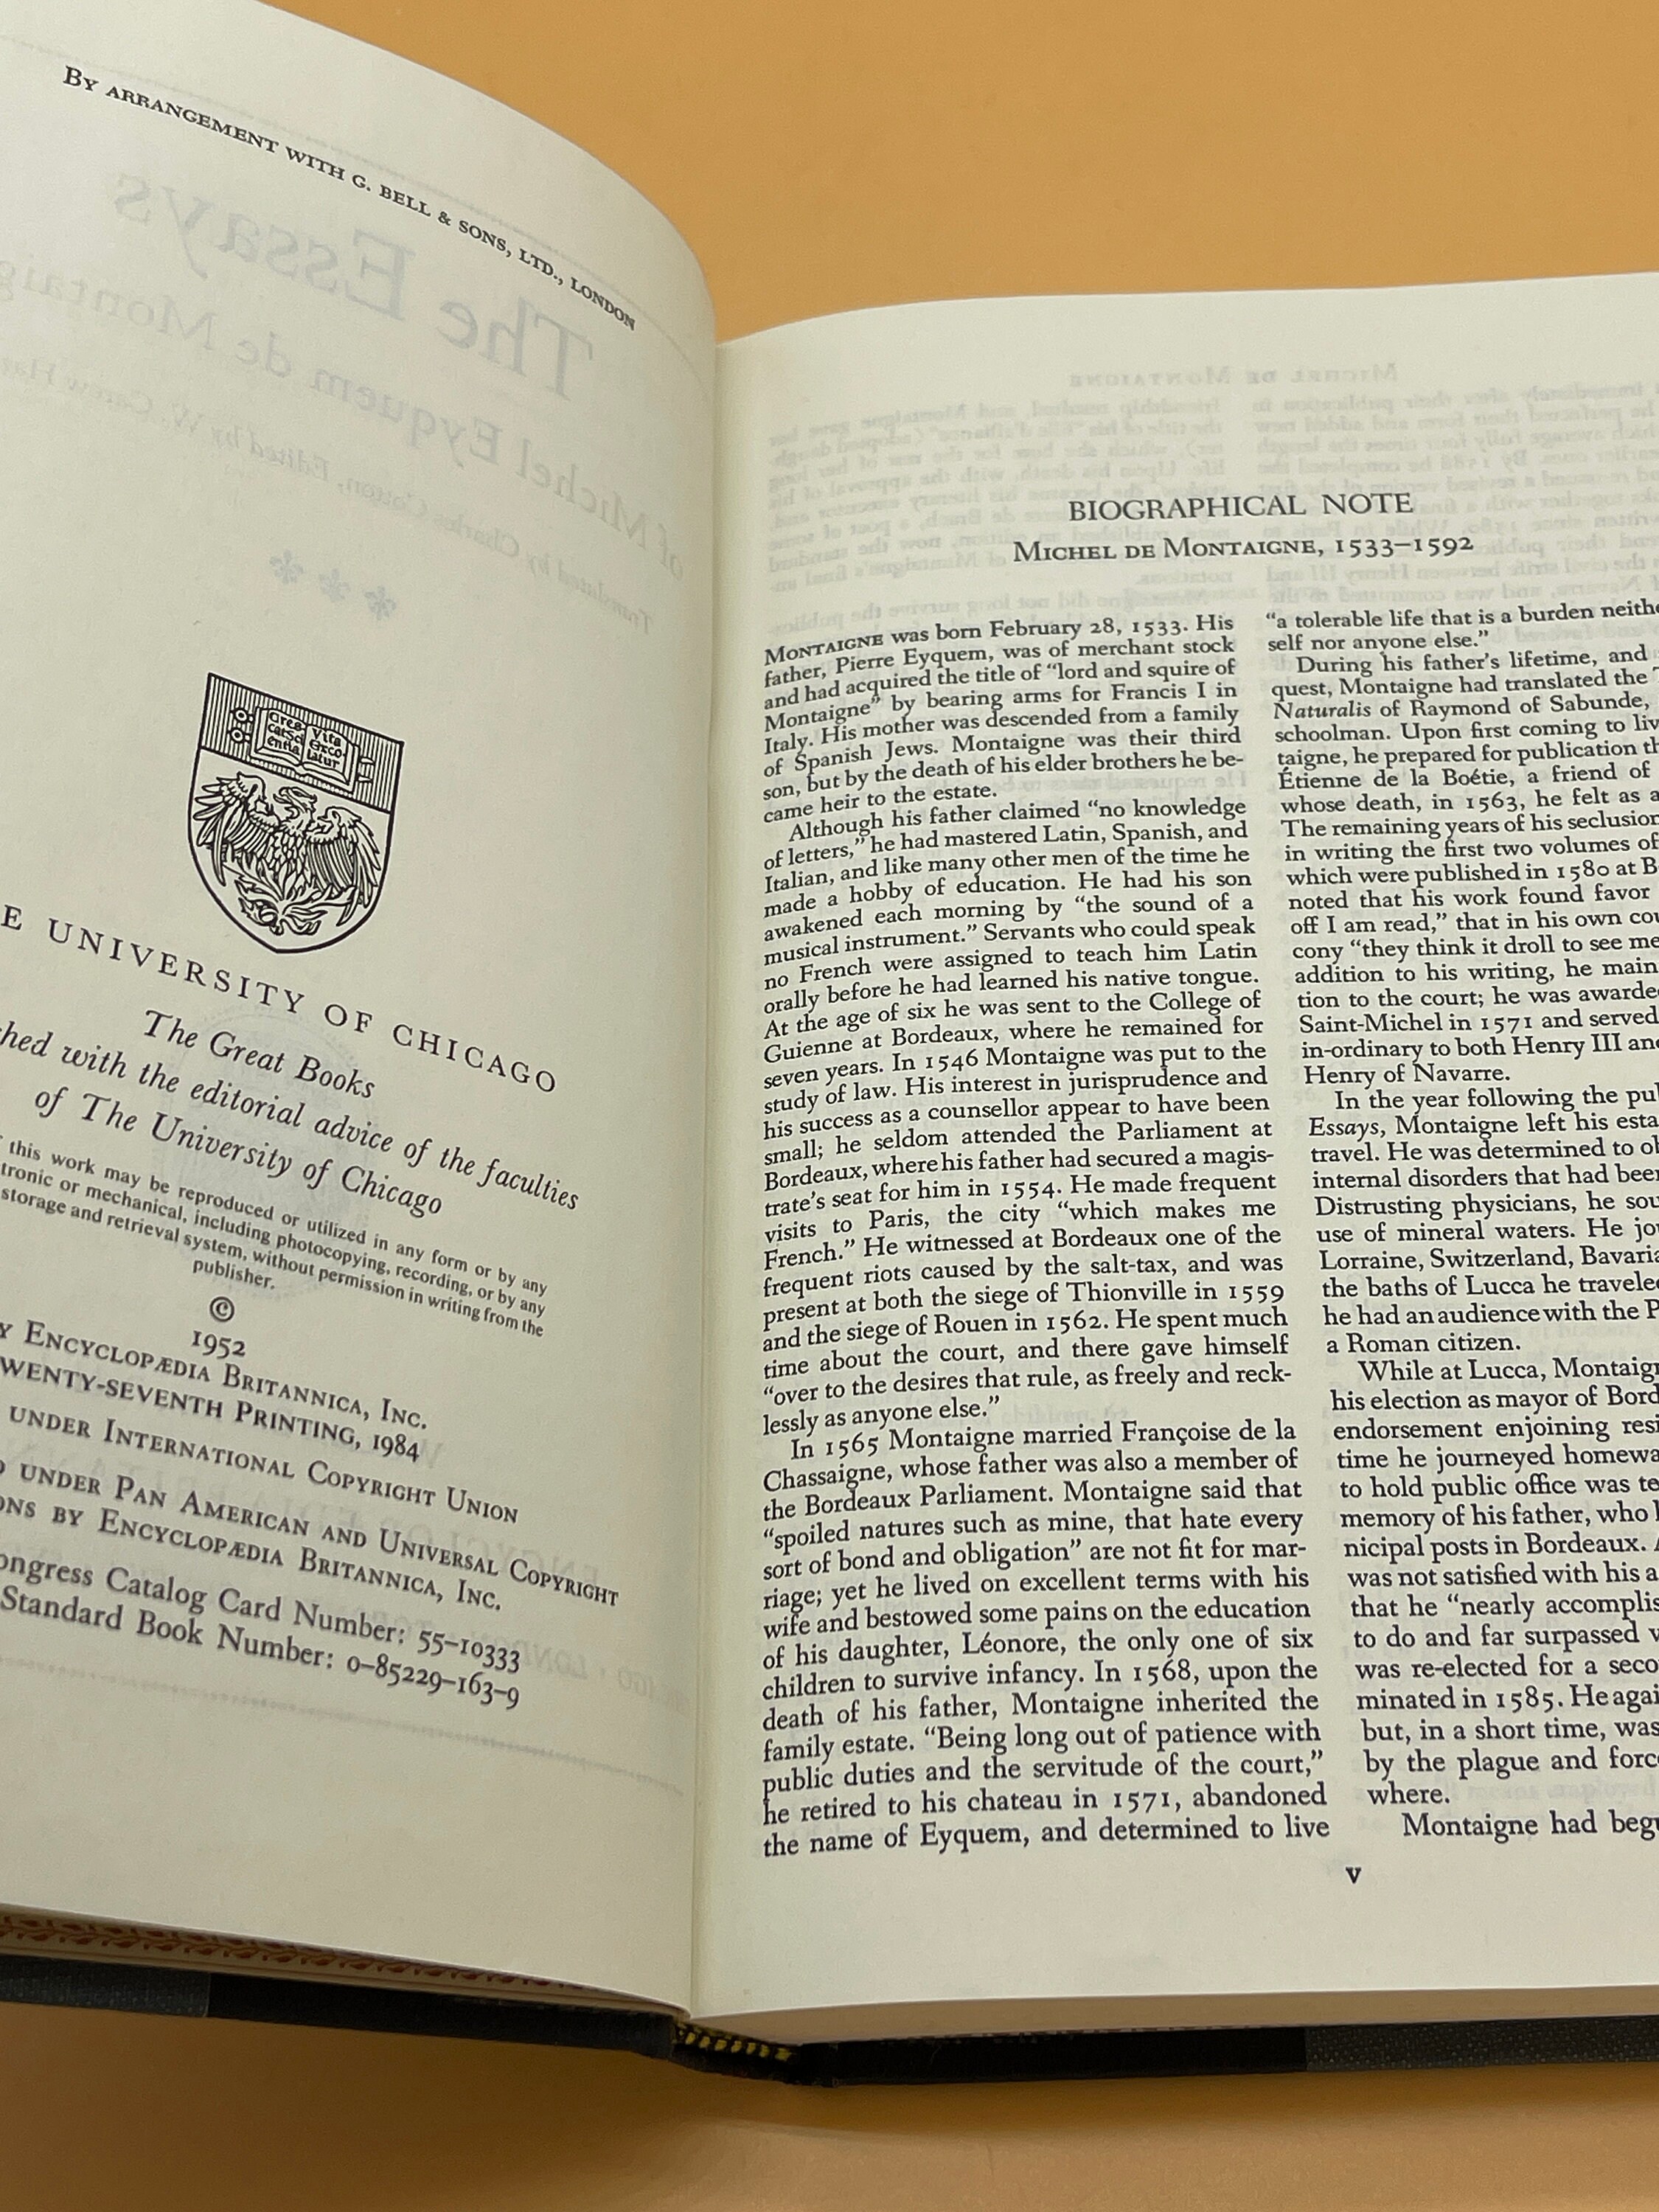 By arrangement with G. BELL & SONS, LTD., LONDON
The Essays
of Michel Eyquem de
Translated by Charles Cotton, Edited by W. Carew
Cres
cat Sci
entia
Vita
Exco
latur
UNIVERSITY OF CHICAGO
The Great Books
with the editorial advice of the faculties
of The University of Chicago
this work may be reproduced or utilized in any form or by any
or mechanical, including photocopying, recording, or by any
storage and retrieval system, without permission in writing from the
publisher.
©
1952
Encyclopædia Britannica, Inc.
Printing, 1984
under International Copyright Union
under Pan American and Universal Copyright
by Encyclopædia Britannica, Inc.
Catalog Card Number: 55-10333
Standard Book Number: 0-85229-163-9
Michel de Montaigne
BIOGRAPHICAL NOTE
Michel de Montaigne, 1533–1592
Montaigne was born February 28, 1533. His
father, Pierre Eyquem, was of merchant stock
and had acquired the title of “lord and squire of
Montaigne” by bearing arms for Francis I in
Italy. His mother was descended from a family
of Spanish Jews. Montaigne was their third
son, but by the death of his elder brothers he be-
came heir to the estate.
Although his father claimed “no knowledge
of letters,” he had mastered Latin, Spanish, and
Italian, and like many other men of the time he
made a hobby of education. He had his son
awakened each morning by “the sound of a
musical instrument.” Servants who could speak
no French were assigned to teach him Latin
orally before he had learned his native tongue.
At the age of six he was sent to the College of
Guienne at Bordeaux, where he remained for
seven years. In 1546 Montaigne was put to the
study of law. His interest in jurisprudence and
his success as a counsellor appear to have been
small; he seldom attended the Parliament at
Bordeaux, where his father had secured a magis-
trate’s seat for him in 1554. He made frequent
visits to Paris, the city “which makes me
French.” He witnessed at Bordeaux one of the
frequent riots caused by the salt-tax, and was
present at both the siege of Thionville in 1559
and the siege of Rouen in 1562. He spent much
time about the court, and there gave himself
“over to the desires that rule, as freely and reck-
lessly as anyone else.”
In 1565 Montaigne married Françoise de la
Chassaigne, whose father was also a member of
the Bordeaux Parliament. Montaigne said that
“spoiled natures such as mine, that hate every
sort of bond and obligation” are not fit for mar-
riage; yet he lived on excellent terms with his
wife and bestowed some pains on the education
of his daughter, Léonore, the only one of six
children to survive infancy. In 1568, upon the
death of his father, Montaigne inherited the
family estate. “Being long out of patience with
public duties and the servitude of the court,”
he retired to his chateau in 1571, abandoned
the name of Eyquem, and determined to live
“a tolerable life that is a burden
self nor anyone else.”
During his father’s lifetime, and
quest, Montaigne had translated the
Naturalis of Raymond of Sabunde,
schoolman. Upon first coming to
taigne, he prepared for publication
Étienne de la Boétie, a friend of
whose death, in 1563, he felt as a
The remaining years of his seclusion
in writing the first two volumes of
which were published in 1580 at
noted that his work found favor
off I am read,” that in his own
cony “they think it droll to see me
addition to his writing, he
tion to the court; he was
Saint-Michel in 1571 and served
in-ordinary to both Henry III
Henry of Navarre.
In the year following the
Essays, Montaigne left his
travel. He was determined to
internal disorders that had been
Distrusting physicians, he
use of mineral waters. He
Lorraine, Switzerland, Bavaria
the baths of Lucca he
he had an audience with the
a Roman citizen.
While at Lucca,
his election as mayor of
endorsement enjoining
time he journeyed
to hold public office was
memory of his father, who
nicipal posts in Bordeaux.
was not satisfied with his
that he “nearly
to do and far surpassed
was re-elected for a
minated in 1585. He
but, in a short time, was
by the plague and
where.
Montaigne had
v